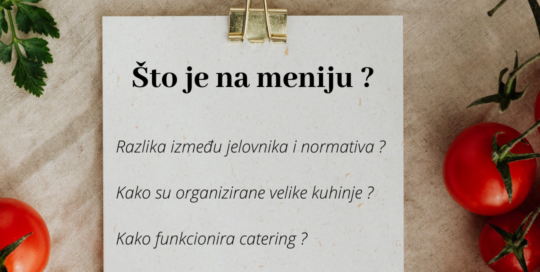 Što je na meniju ?
Razlika između jelovnika i normativa ?
Kako su organizirane velike kuhinje ?
Kako funkcionira catering ?